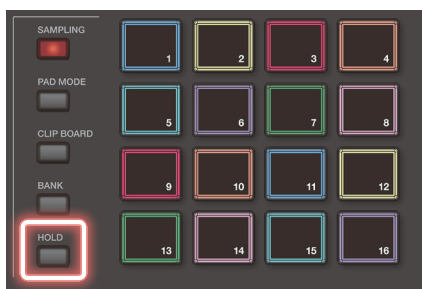 SAMPLING
1 2 3 4
PAD MODE
5 6 7 8
CLIP BOARD
BANK
9 10 11 12
HOLD
13 14 15 16